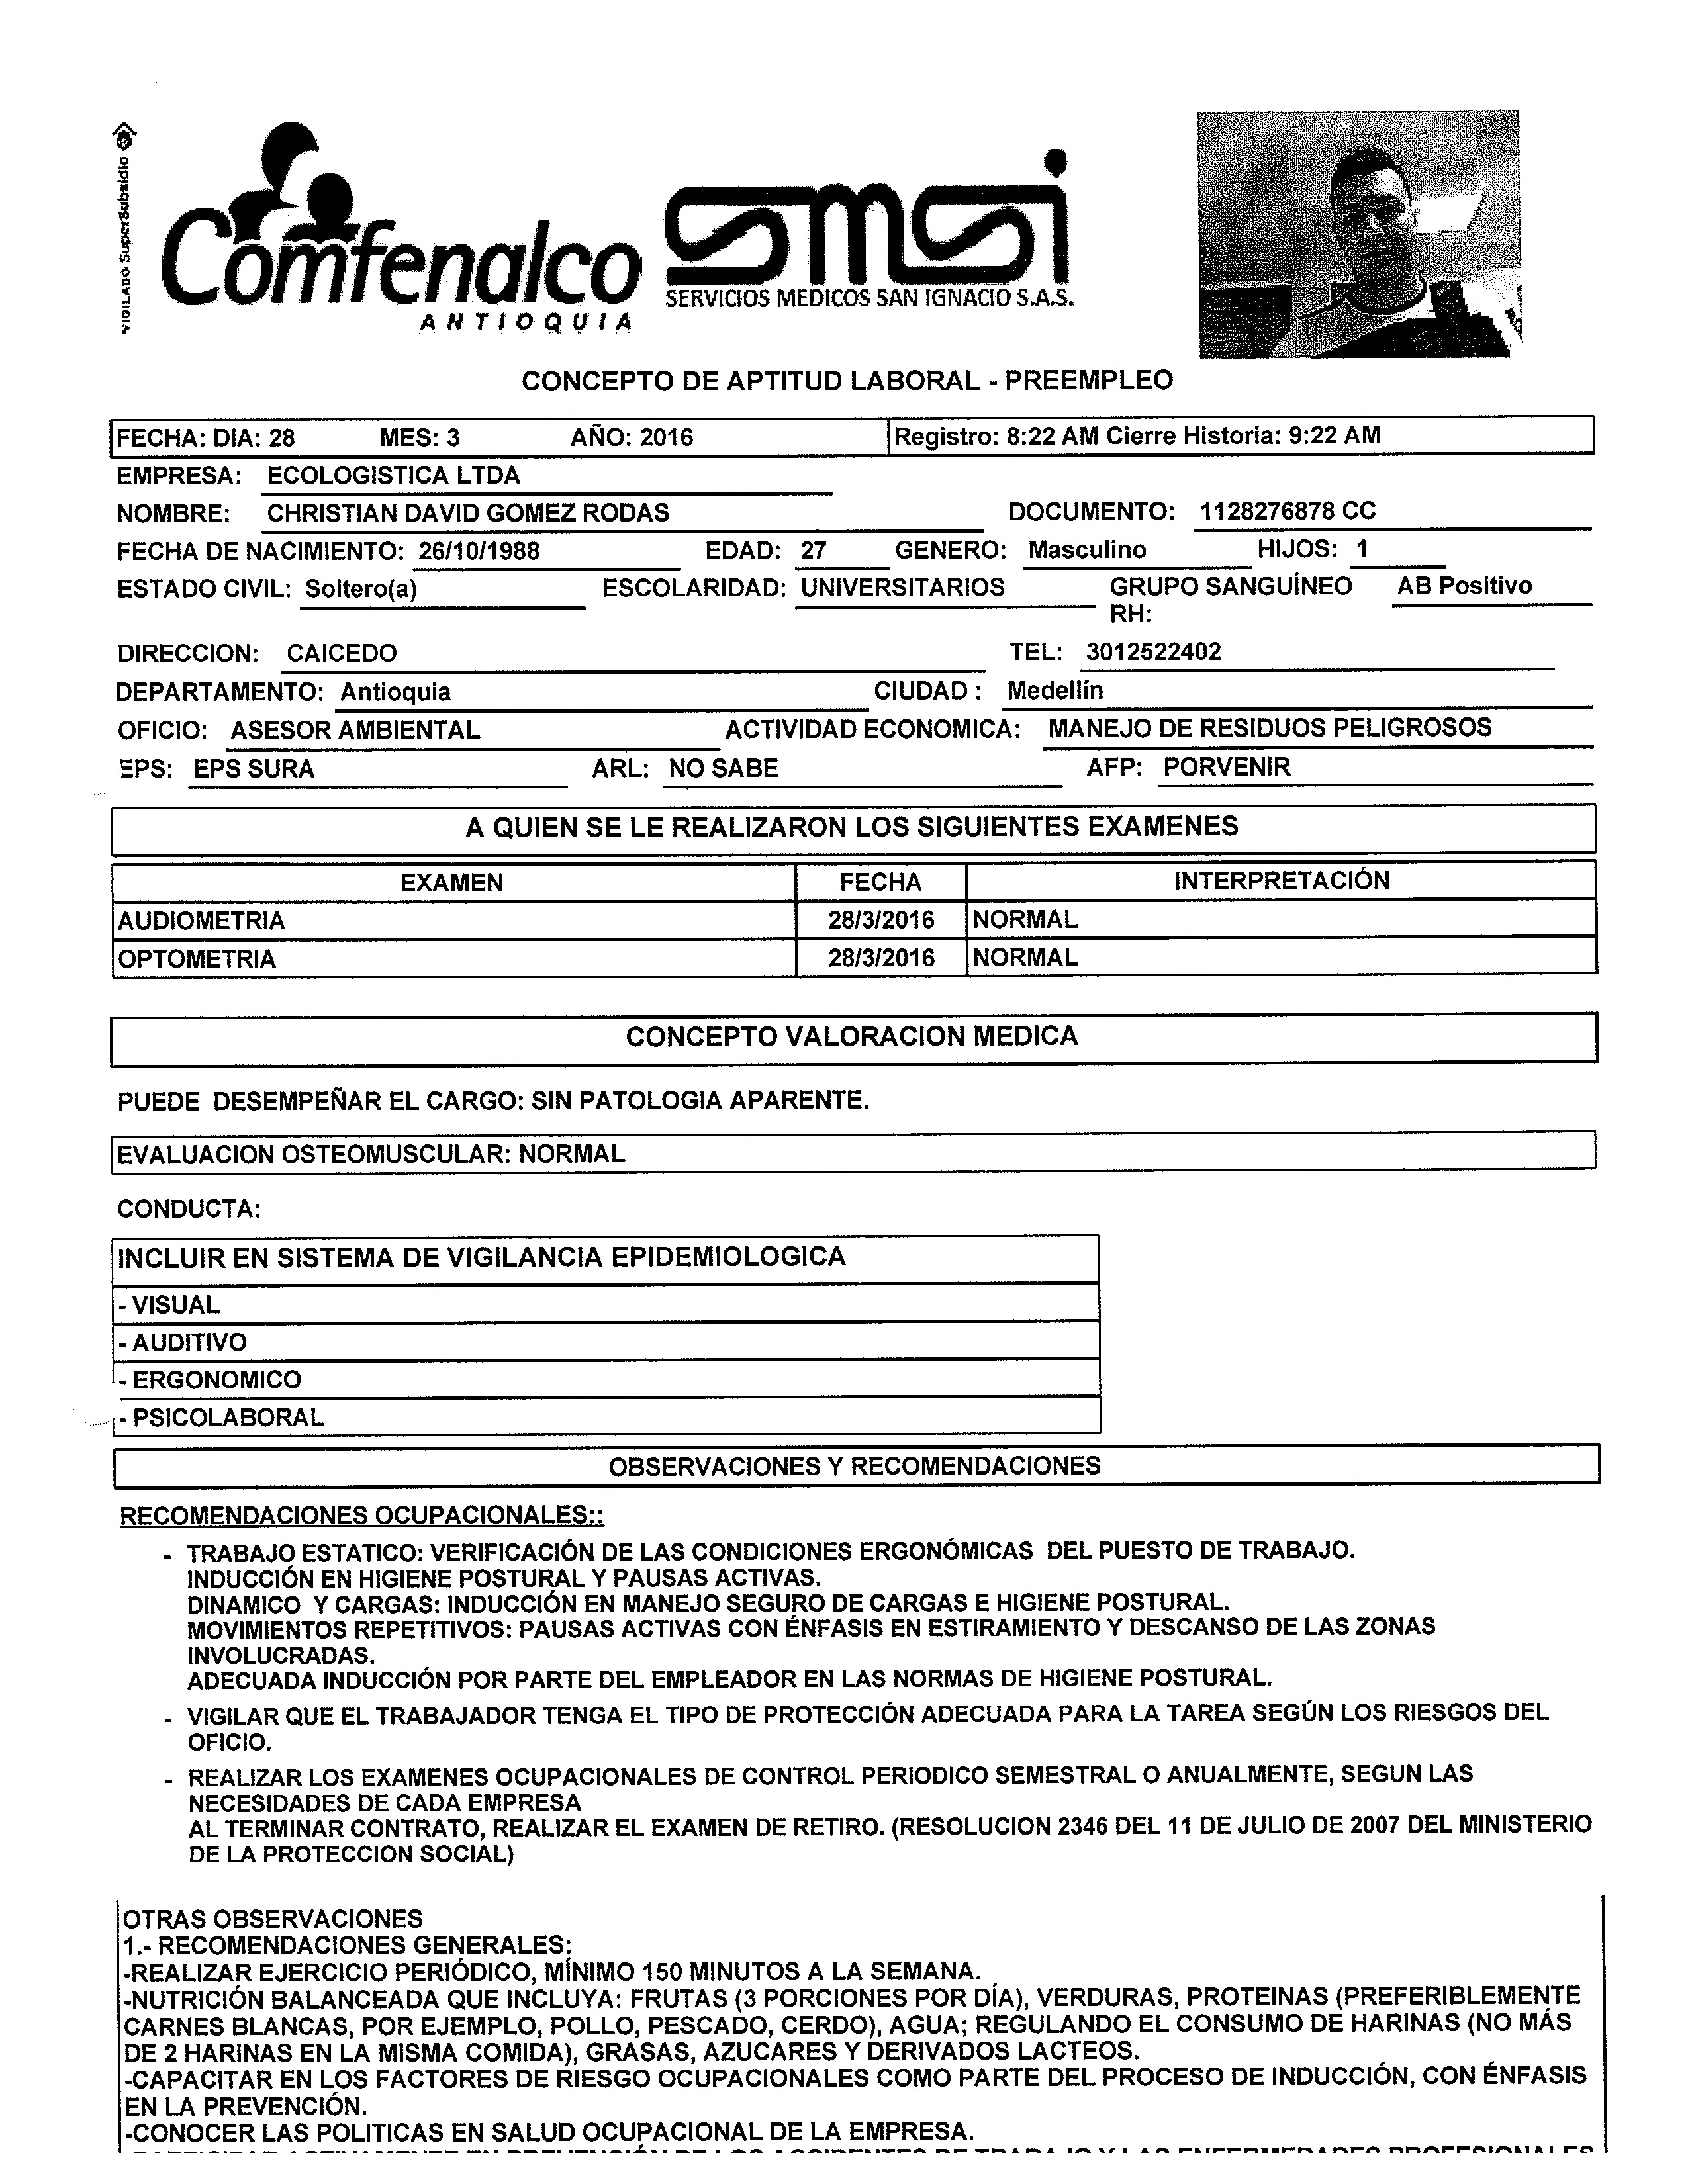 VIGILADO SuperSubsidio
Comfenalco
ANTIOQUIA
smsi
SERVICIOS MEDICOS SAN IGNACIO S.A.S.
CONCEPTO DE APTITUD LABORAL - PREEMPLEO
FECHA: DIA: 28 MES: 3 AÑO: 2016 Registro: 8:22 AM Cierre Historia: 9:22 AM
EMPRESA: ECOLOGISTICA LTDA
NOMBRE: CHRISTIAN DAVID GOMEZ RODAS DOCUMENTO: 1128276878 CC
FECHA DE NACIMIENTO: 26/10/1988 EDAD: 27 GENERO: Masculino HIJOS: 1
ESTADO CIVIL: Soltero(a) ESCOLARIDAD: UNIVERSITARIOS GRUPO SANGUÍNEO AB Positivo
RH:
DIRECCION: CAICEDO TEL: 3012522402
DEPARTAMENTO: Antioquia CIUDAD : Medellín
OFICIO: ASESOR AMBIENTAL ACTIVIDAD ECONOMICA: MANEJO DE RESIDUOS PELIGROSOS
EPS: EPS SURA ARL: NO SABE AFP: PORVENIR
A QUIEN SE LE REALIZARON LOS SIGUIENTES EXAMENES
EXAMEN FECHA INTERPRETACIÓN
AUDIOMETRIA 28/3/2016 NORMAL
OPTOMETRIA 28/3/2016 NORMAL
CONCEPTO VALORACION MEDICA
PUEDE DESEMPEÑAR EL CARGO: SIN PATOLOGIA APARENTE.
EVALUACION OSTEOMUSCULAR: NORMAL
CONDUCTA:
INCLUIR EN SISTEMA DE VIGILANCIA EPIDEMIOLOGICA
- VISUAL
- AUDITIVO
- ERGONOMICO
- PSICOLABORAL
OBSERVACIONES Y RECOMENDACIONES
RECOMENDACIONES OCUPACIONALES::
- TRABAJO ESTATICO: VERIFICACIÓN DE LAS CONDICIONES ERGONÓMICAS DEL PUESTO DE TRABAJO.
INDUCCIÓN EN HIGIENE POSTURAL Y PAUSAS ACTIVAS.
DINAMICO Y CARGAS: INDUCCIÓN EN MANEJO SEGURO DE CARGAS E HIGIENE POSTURAL.
MOVIMIENTOS REPETITIVOS: PAUSAS ACTIVAS CON ÉNFASIS EN ESTIRAMIENTO Y DESCANSO DE LAS ZONAS
INVOLUCRADAS.
ADECUADA INDUCCIÓN POR PARTE DEL EMPLEADOR EN LAS NORMAS DE HIGIENE POSTURAL.
- VIGILAR QUE EL TRABAJADOR TENGA EL TIPO DE PROTECCIÓN ADECUADA PARA LA TAREA SEGÚN LOS RIESGOS DEL
OFICIO.
- REALIZAR LOS EXAMENES OCUPACIONALES DE CONTROL PERIODICO SEMESTRAL O ANUALMENTE, SEGUN LAS
NECESIDADES DE CADA EMPRESA
AL TERMINAR CONTRATO, REALIZAR EL EXAMEN DE RETIRO. (RESOLUCION 2346 DEL 11 DE JULIO DE 2007 DEL MINISTERIO
DE LA PROTECCION SOCIAL)
OTRAS OBSERVACIONES
1.- RECOMENDACIONES GENERALES:
-REALIZAR EJERCICIO PERIÓDICO, MÍNIMO 150 MINUTOS A LA SEMANA.
-NUTRICIÓN BALANCEADA QUE INCLUYA: FRUTAS (3 PORCIONES POR DÍA), VERDURAS, PROTEINAS (PREFERIBLEMENTE
CARNES BLANCAS, POR EJEMPLO, POLLO, PESCADO, CERDO), AGUA; REGULANDO EL CONSUMO DE HARINAS (NO MÁS
DE 2 HARINAS EN LA MISMA COMIDA), GRASAS, AZUCARES Y DERIVADOS LACTEOS.
-CAPACITAR EN LOS FACTORES DE RIESGO OCUPACIONALES COMO PARTE DEL PROCESO DE INDUCCIÓN, CON ÉNFASIS
EN LA PREVENCIÓN.
-CONOCER LAS POLITICAS EN SALUD OCUPACIONAL DE LA EMPRESA.
-PARTICIPAR ACTIVAMENTE EN PREVENCIÓN DE LOS ACCIDENTES DE TRABAJO Y LAS ENFERMEDADES PROFESIONALES